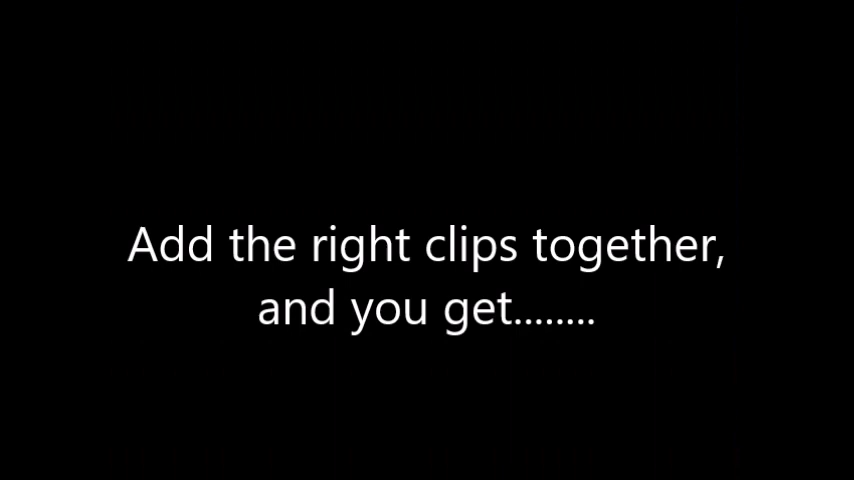 Add the right clips together,
and you get........